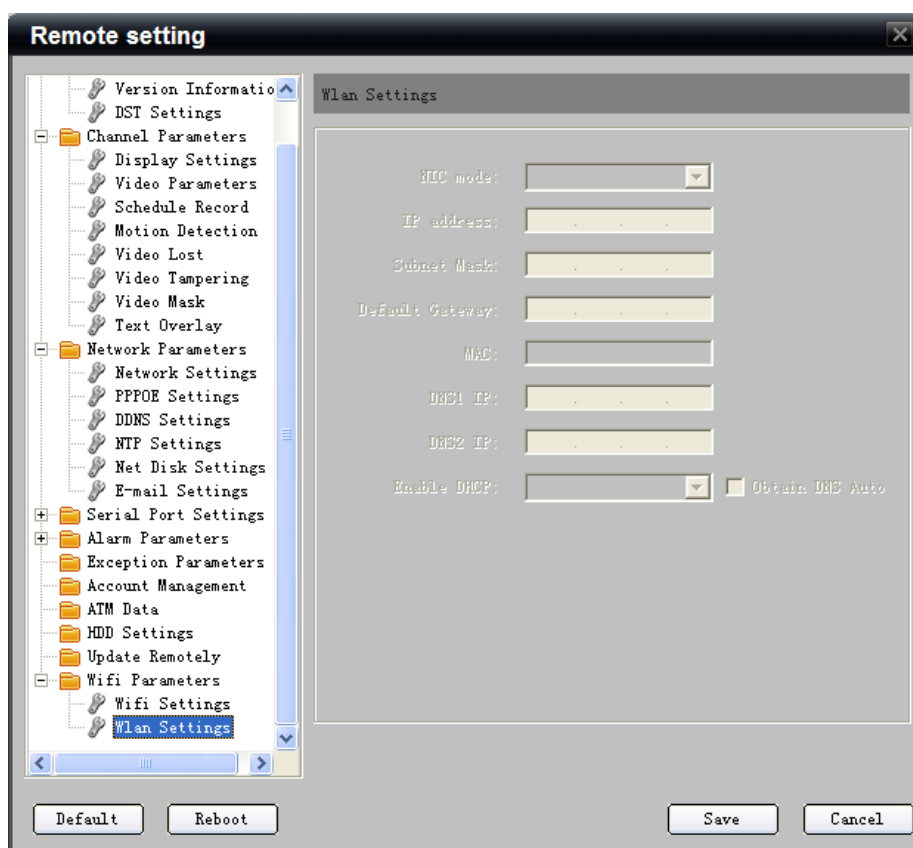 Remote setting
Version Informatio
DST Settings
Channel Parameters
Display Settings
Video Parameters
Schedule Record
Motion Detection
Video Lost
Video Tampering
Video Mask
Text Overlay
Network Parameters
Network Settings
PPPOE Settings
DDNS Settings
NTP Settings
Net Disk Settings
E-mail Settings
Serial Port Settings
Alarm Parameters
Exception Parameters
Account Management
ATM Data
HDD Settings
Update Remotely
Wifi Parameters
Wifi Settings
Wlan Settings
Wlan Settings
NIC mode:
IP address:
Subnet Mask:
Default Gateway:
MAC:
DNS1 IP:
DNS2 IP:
Enable DHCP: Obtain DNS Auto
Default Reboot Save Cancel